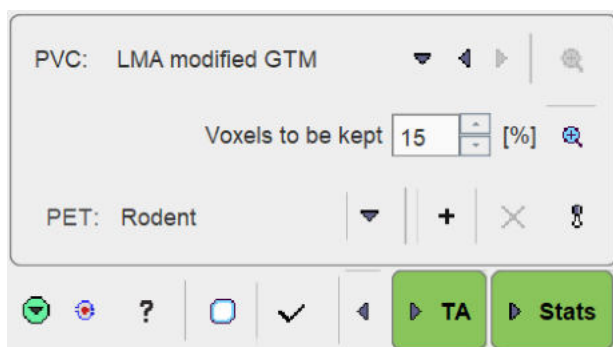 PVC: LMA modified GTM
Voxels to be kept 15 [%]
PET: Rodent
? TA Stats